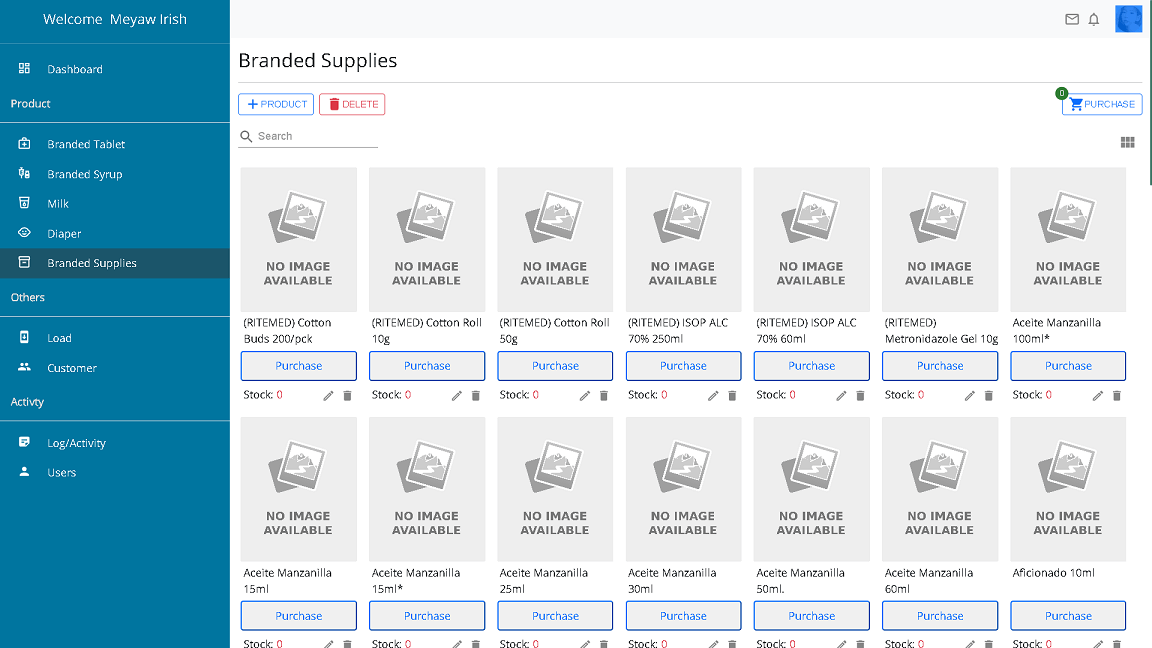 Welcome Meyaw Irish
Dashboard
Product
Branded Tablet
Branded Syrup
Milk
Diaper
Branded Supplies
Others
Load
Customer
Activty
Log/Activity
Users
Branded Supplies
PRODUCT
DELETE
0
PURCHASE
Search
NO IMAGE
AVAILABLE
(RITEMED) Cotton
Buds 200/pck
Purchase
Stock: 0
NO IMAGE
AVAILABLE
(RITEMED) Cotton Roll
10g
Purchase
Stock: 0
NO IMAGE
AVAILABLE
(RITEMED) Cotton Roll
50g
Purchase
Stock: 0
NO IMAGE
AVAILABLE
(RITEMED) ISOP ALC
70% 250ml
Purchase
Stock: 0
NO IMAGE
AVAILABLE
(RITEMED) ISOP ALC
70% 60ml
Purchase
Stock: 0
NO IMAGE
AVAILABLE
(RITEMED)
Metronidazole Gel 10g
Purchase
Stock: 0
NO IMAGE
AVAILABLE
Aceite Manzanilla
100ml*
Purchase
Stock: 0
NO IMAGE
AVAILABLE
Aceite Manzanilla
15ml
Purchase
Stock: 0
NO IMAGE
AVAILABLE
Aceite Manzanilla
15ml*
Purchase
Stock: 0
NO IMAGE
AVAILABLE
Aceite Manzanilla
25ml
Purchase
Stock: 0
NO IMAGE
AVAILABLE
Aceite Manzanilla
30ml
Purchase
Stock: 0
NO IMAGE
AVAILABLE
Aceite Manzanilla
50ml.
Purchase
Stock: 0
NO IMAGE
AVAILABLE
Aceite Manzanilla
60ml
Purchase
Stock: 0
NO IMAGE
AVAILABLE
Aficionado 10ml
Purchase
Stock: 0